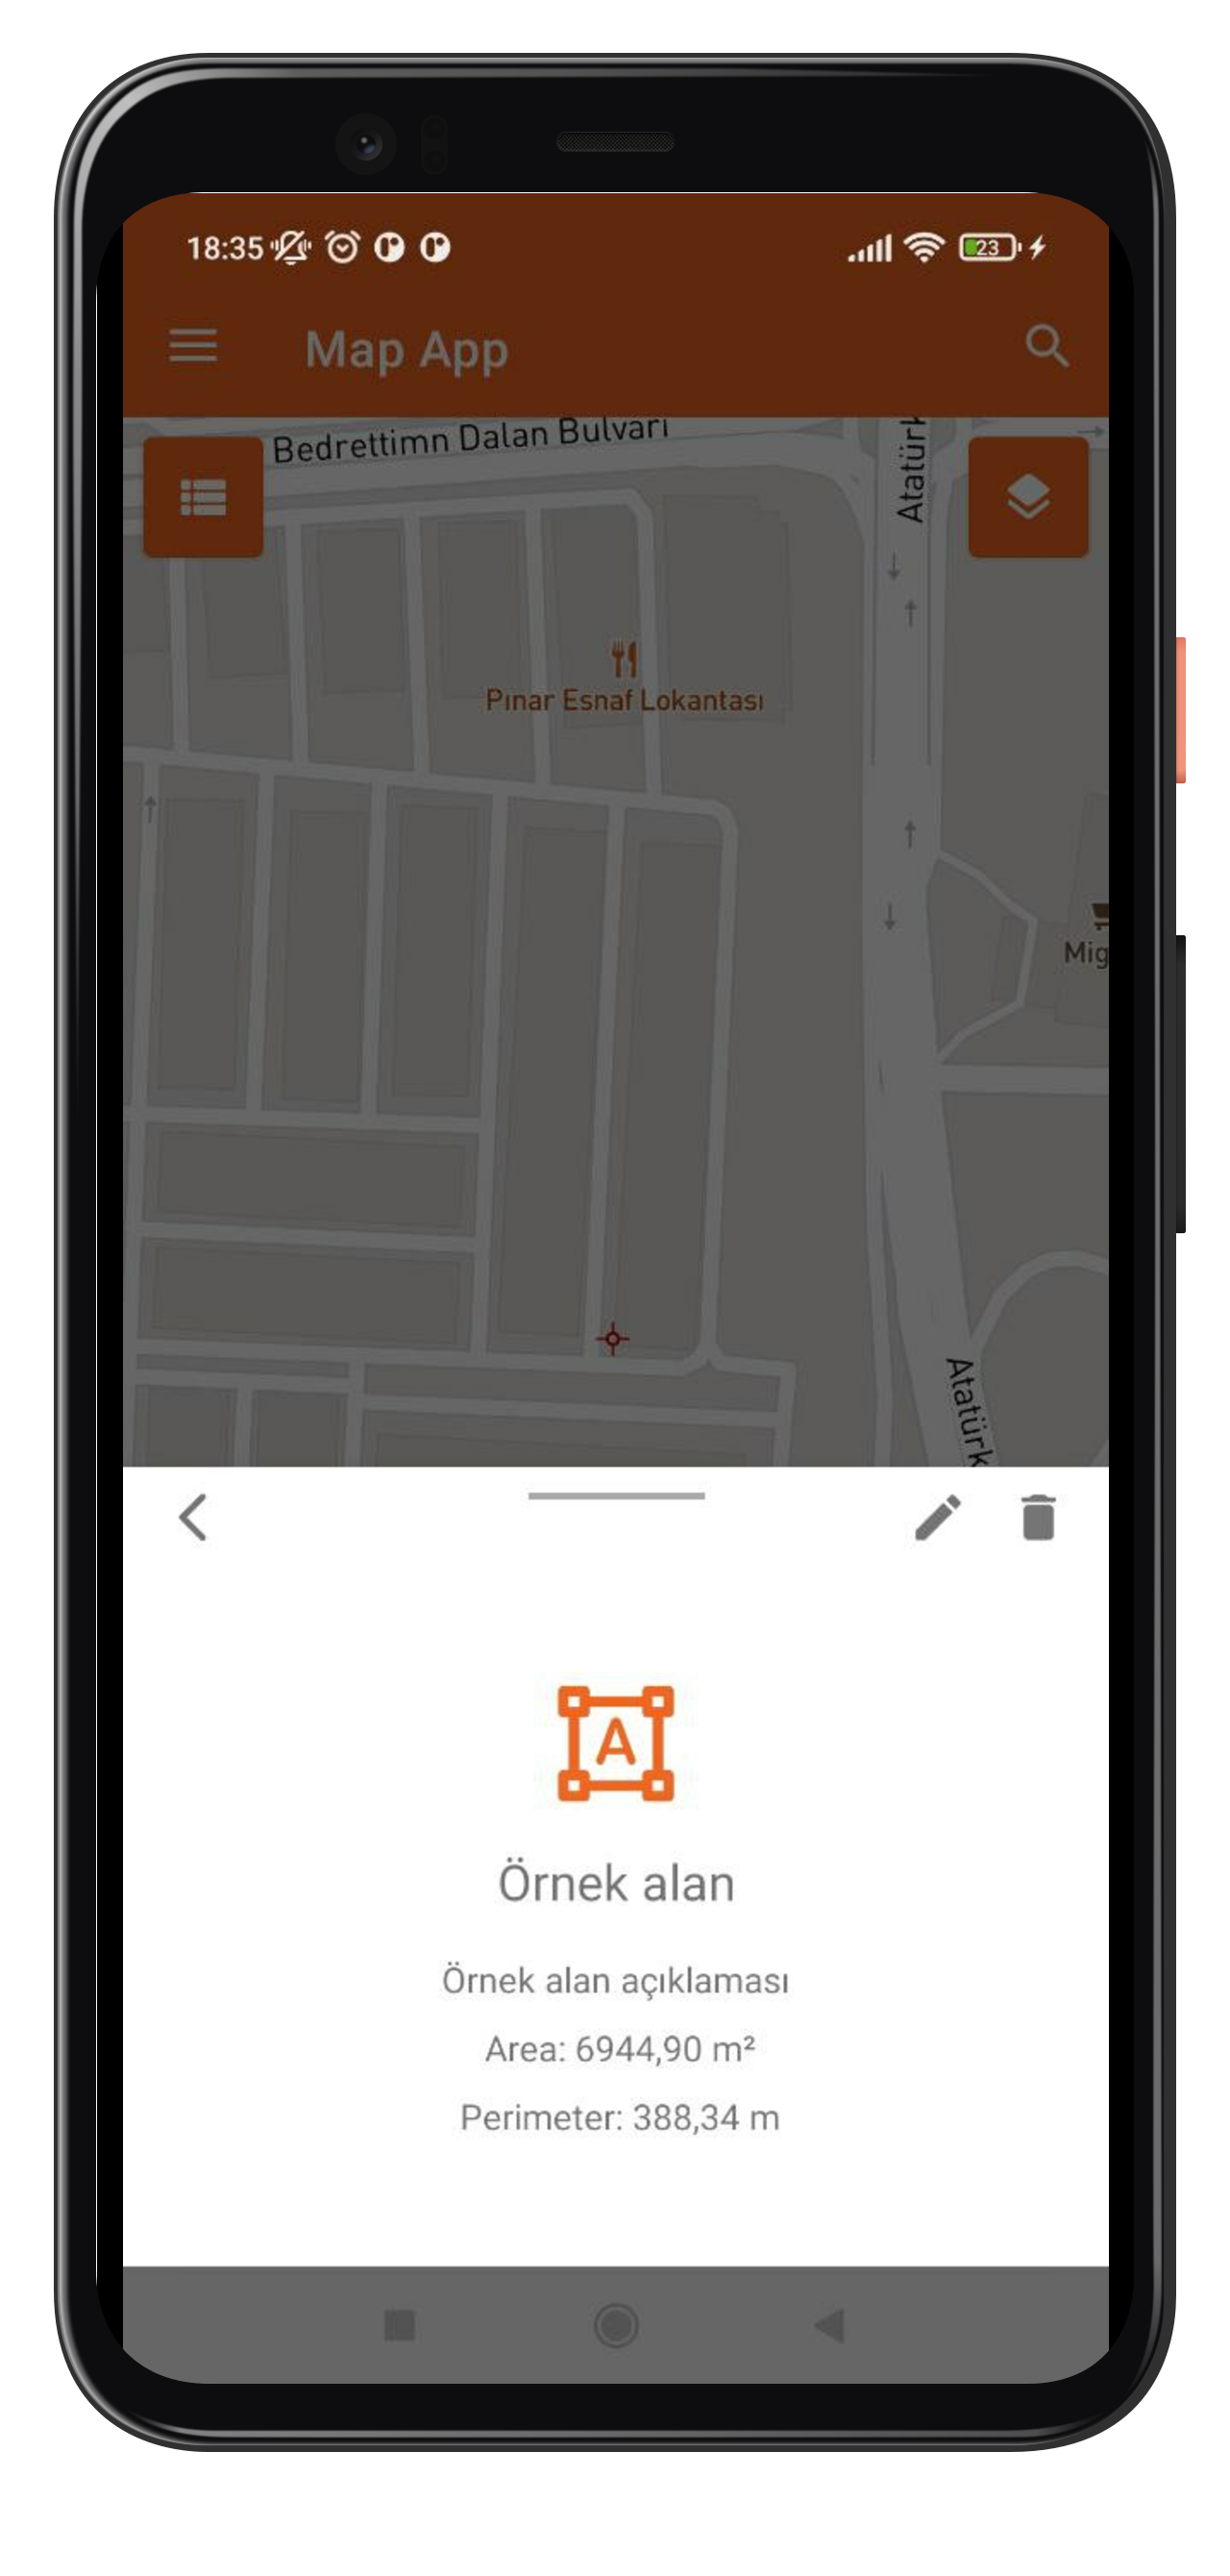 18:35
23
Map App
Bedrettimn Dalan Bulvarı
Atatürk
Pınar Esnaf Lokantası
Mig
Atatürk
A
Örnek alan
Örnek alan açıklaması
Area: 6944,90 m²
Perimeter: 388,34 m